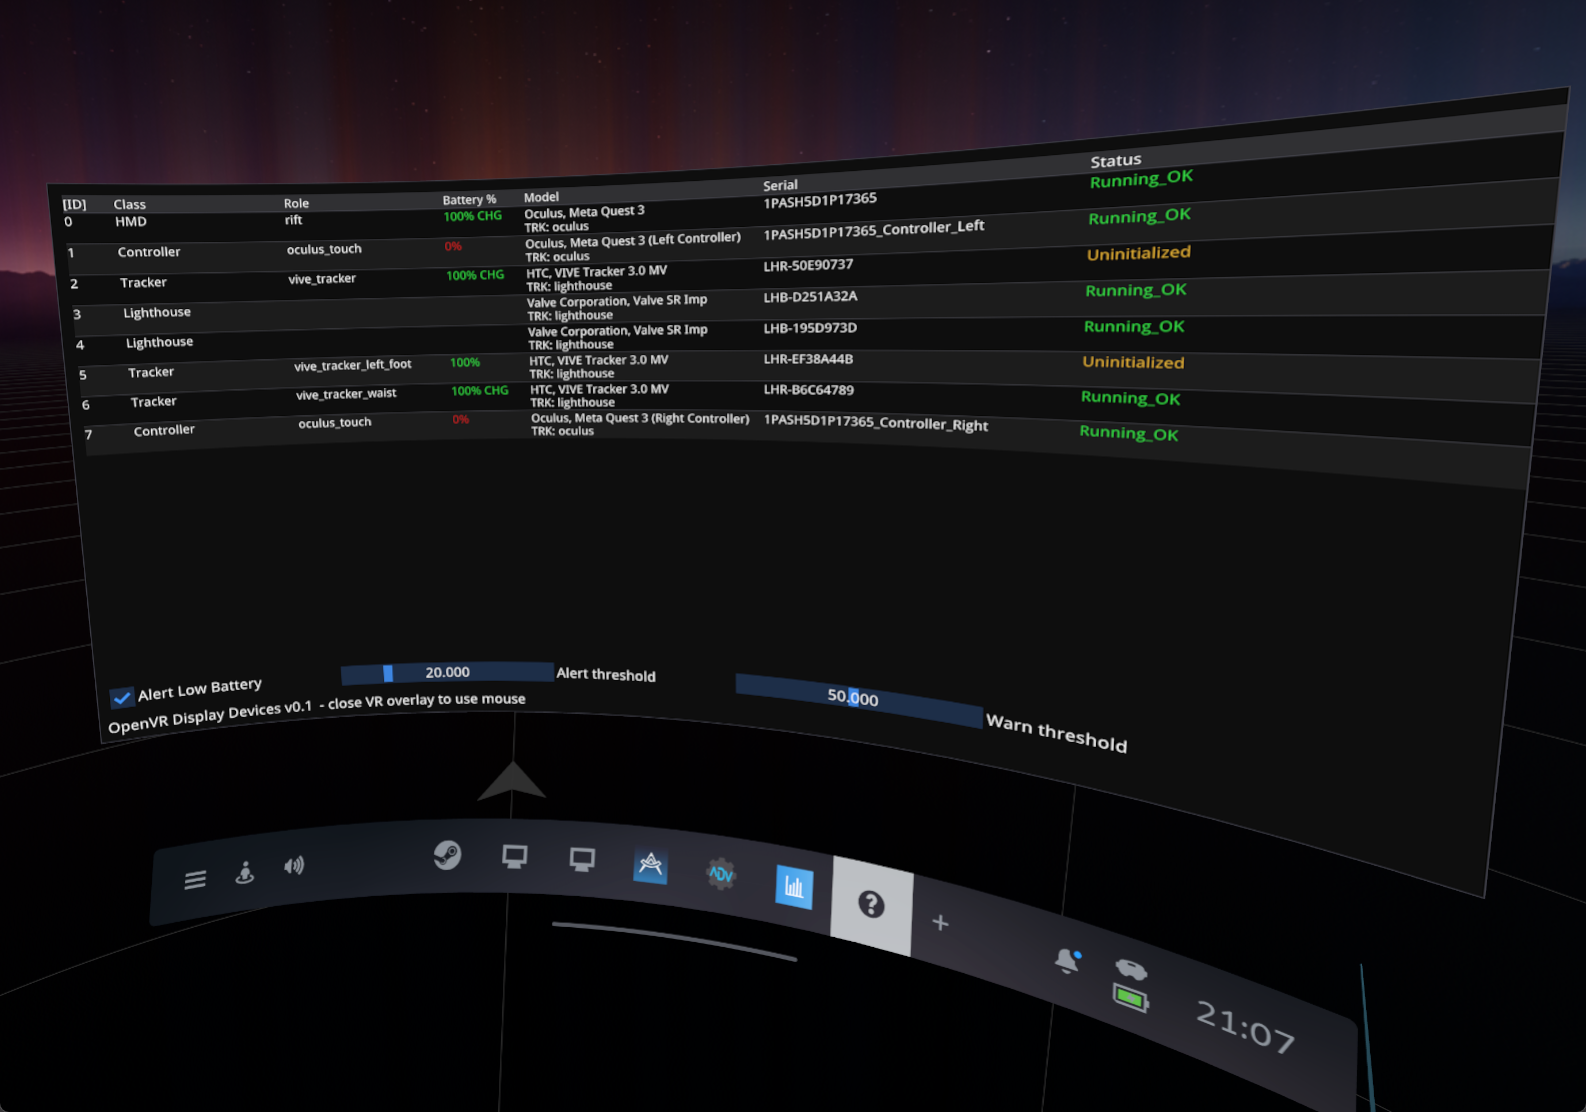 [ID] Class Role Battery % Model Serial Status
0 HMD rift 100% CHG Oculus, Meta Quest 3 1PASH5D1P17365 Running_OK
TRK: oculus
1 Controller oculus_touch 0% Oculus, Meta Quest 3 (Left Controller) 1PASH5D1P17365_Controller_Left Running_OK
TRK: oculus
2 Tracker vive_tracker 100% CHG HTC, VIVE Tracker 3.0 MV LHR-50E90737 Uninitialized
TRK: lighthouse
3 Lighthouse Valve Corporation, Valve SR Imp LHB-D251A32A Running_OK
TRK: lighthouse
4 Lighthouse Valve Corporation, Valve SR Imp LHB-195D973D Running_OK
TRK: lighthouse
5 Tracker vive_tracker_left_foot 100% HTC, VIVE Tracker 3.0 MV LHR-EF38A44B Uninitialized
TRK: lighthouse
6 Tracker vive_tracker_waist 100% CHG HTC, VIVE Tracker 3.0 MV LHR-B6C64789 Running_OK
TRK: lighthouse
7 Controller oculus_touch 0% Oculus, Meta Quest 3 (Right Controller) 1PASH5D1P17365_Controller_Right Running_OK
TRK: oculus
Alert Low Battery 20.000 Alert threshold 50.000 Warn threshold
OpenVR Display Devices v0.1 - close VR overlay to use mouse
ADV
?
+
21:07